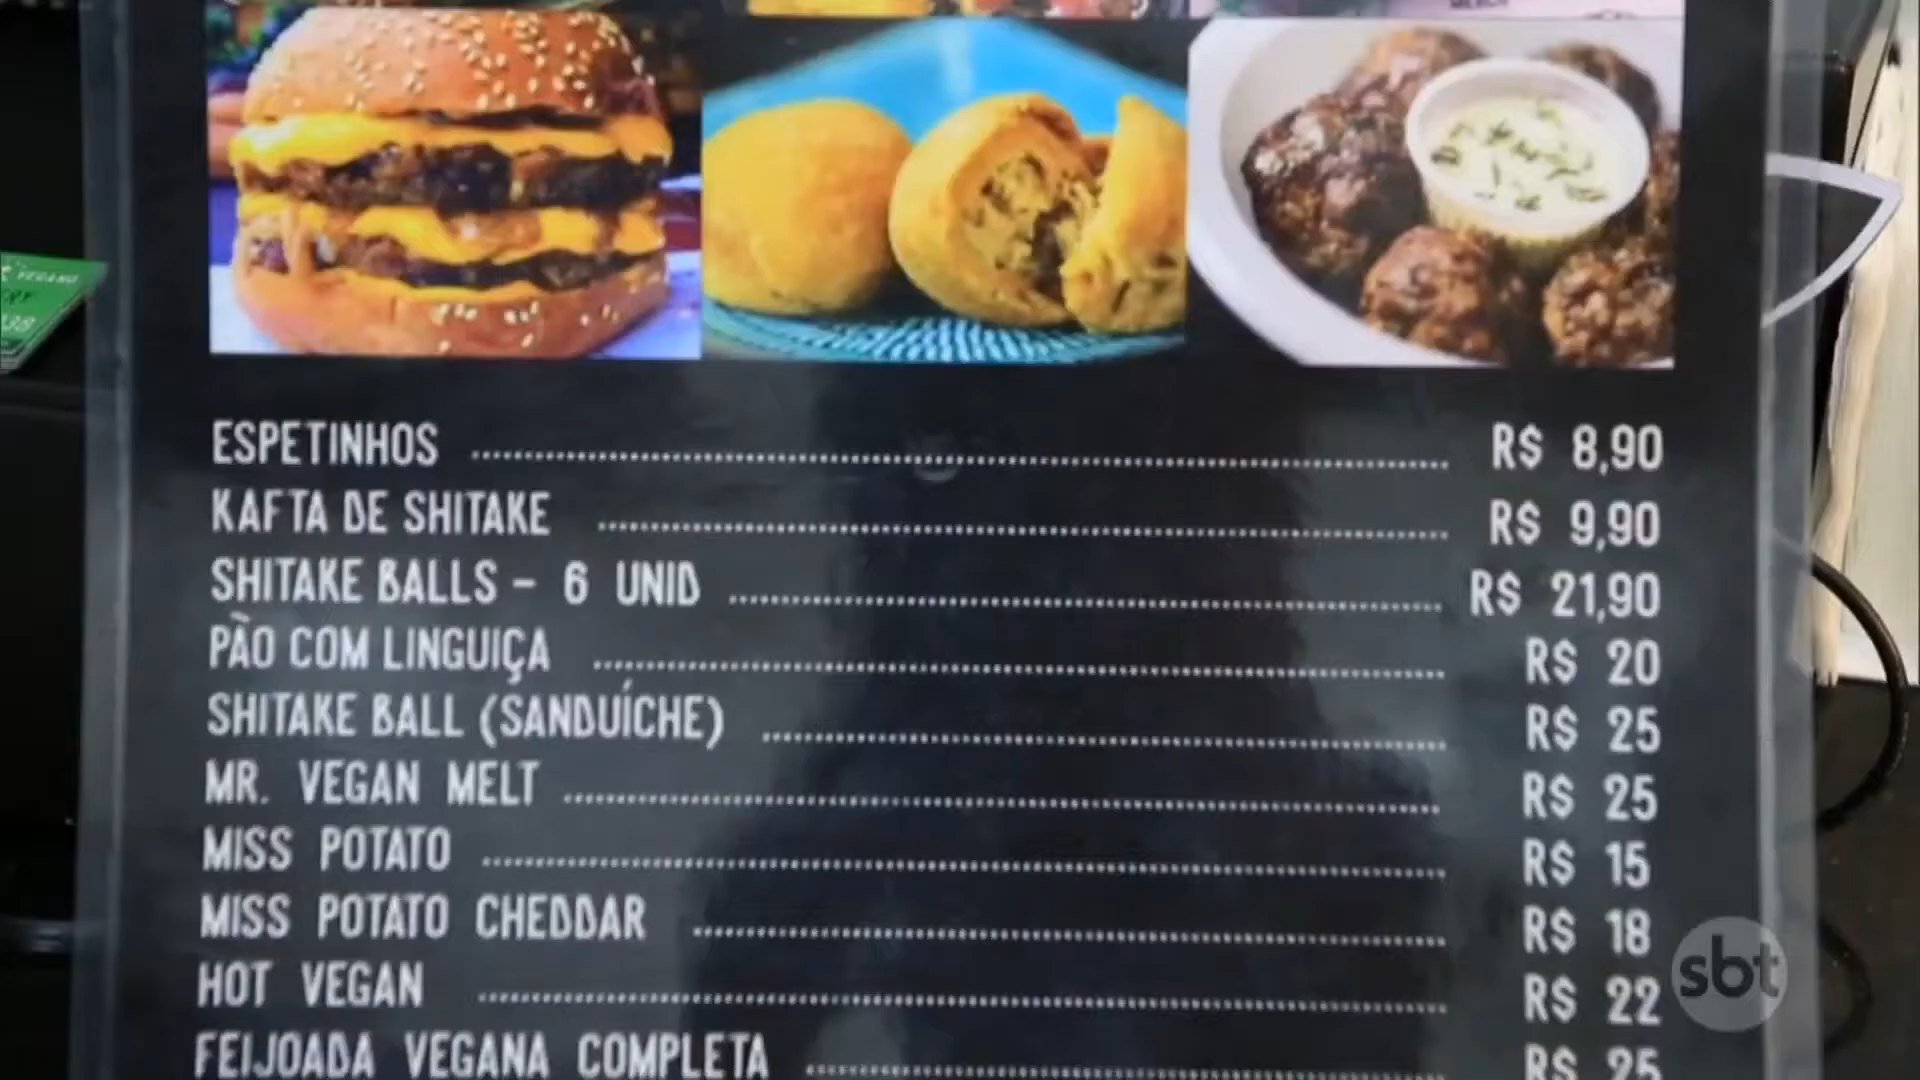 VEGANO
ESPETINHOS R$ 8,90
KAFTA DE SHITAKE R$ 9,90
SHITAKE BALLS - 6 UNID R$ 21,90
PÃO COM LINGUIÇA R$ 20
SHITAKE BALL (SANDUÍCHE) R$ 25
MR. VEGAN MELT R$ 25
MISS POTATO R$ 15
MISS POTATO CHEDDAR R$ 18
HOT VEGAN R$ 22
FEIJOADA VEGANA COMPLETA R$ 25
sbt